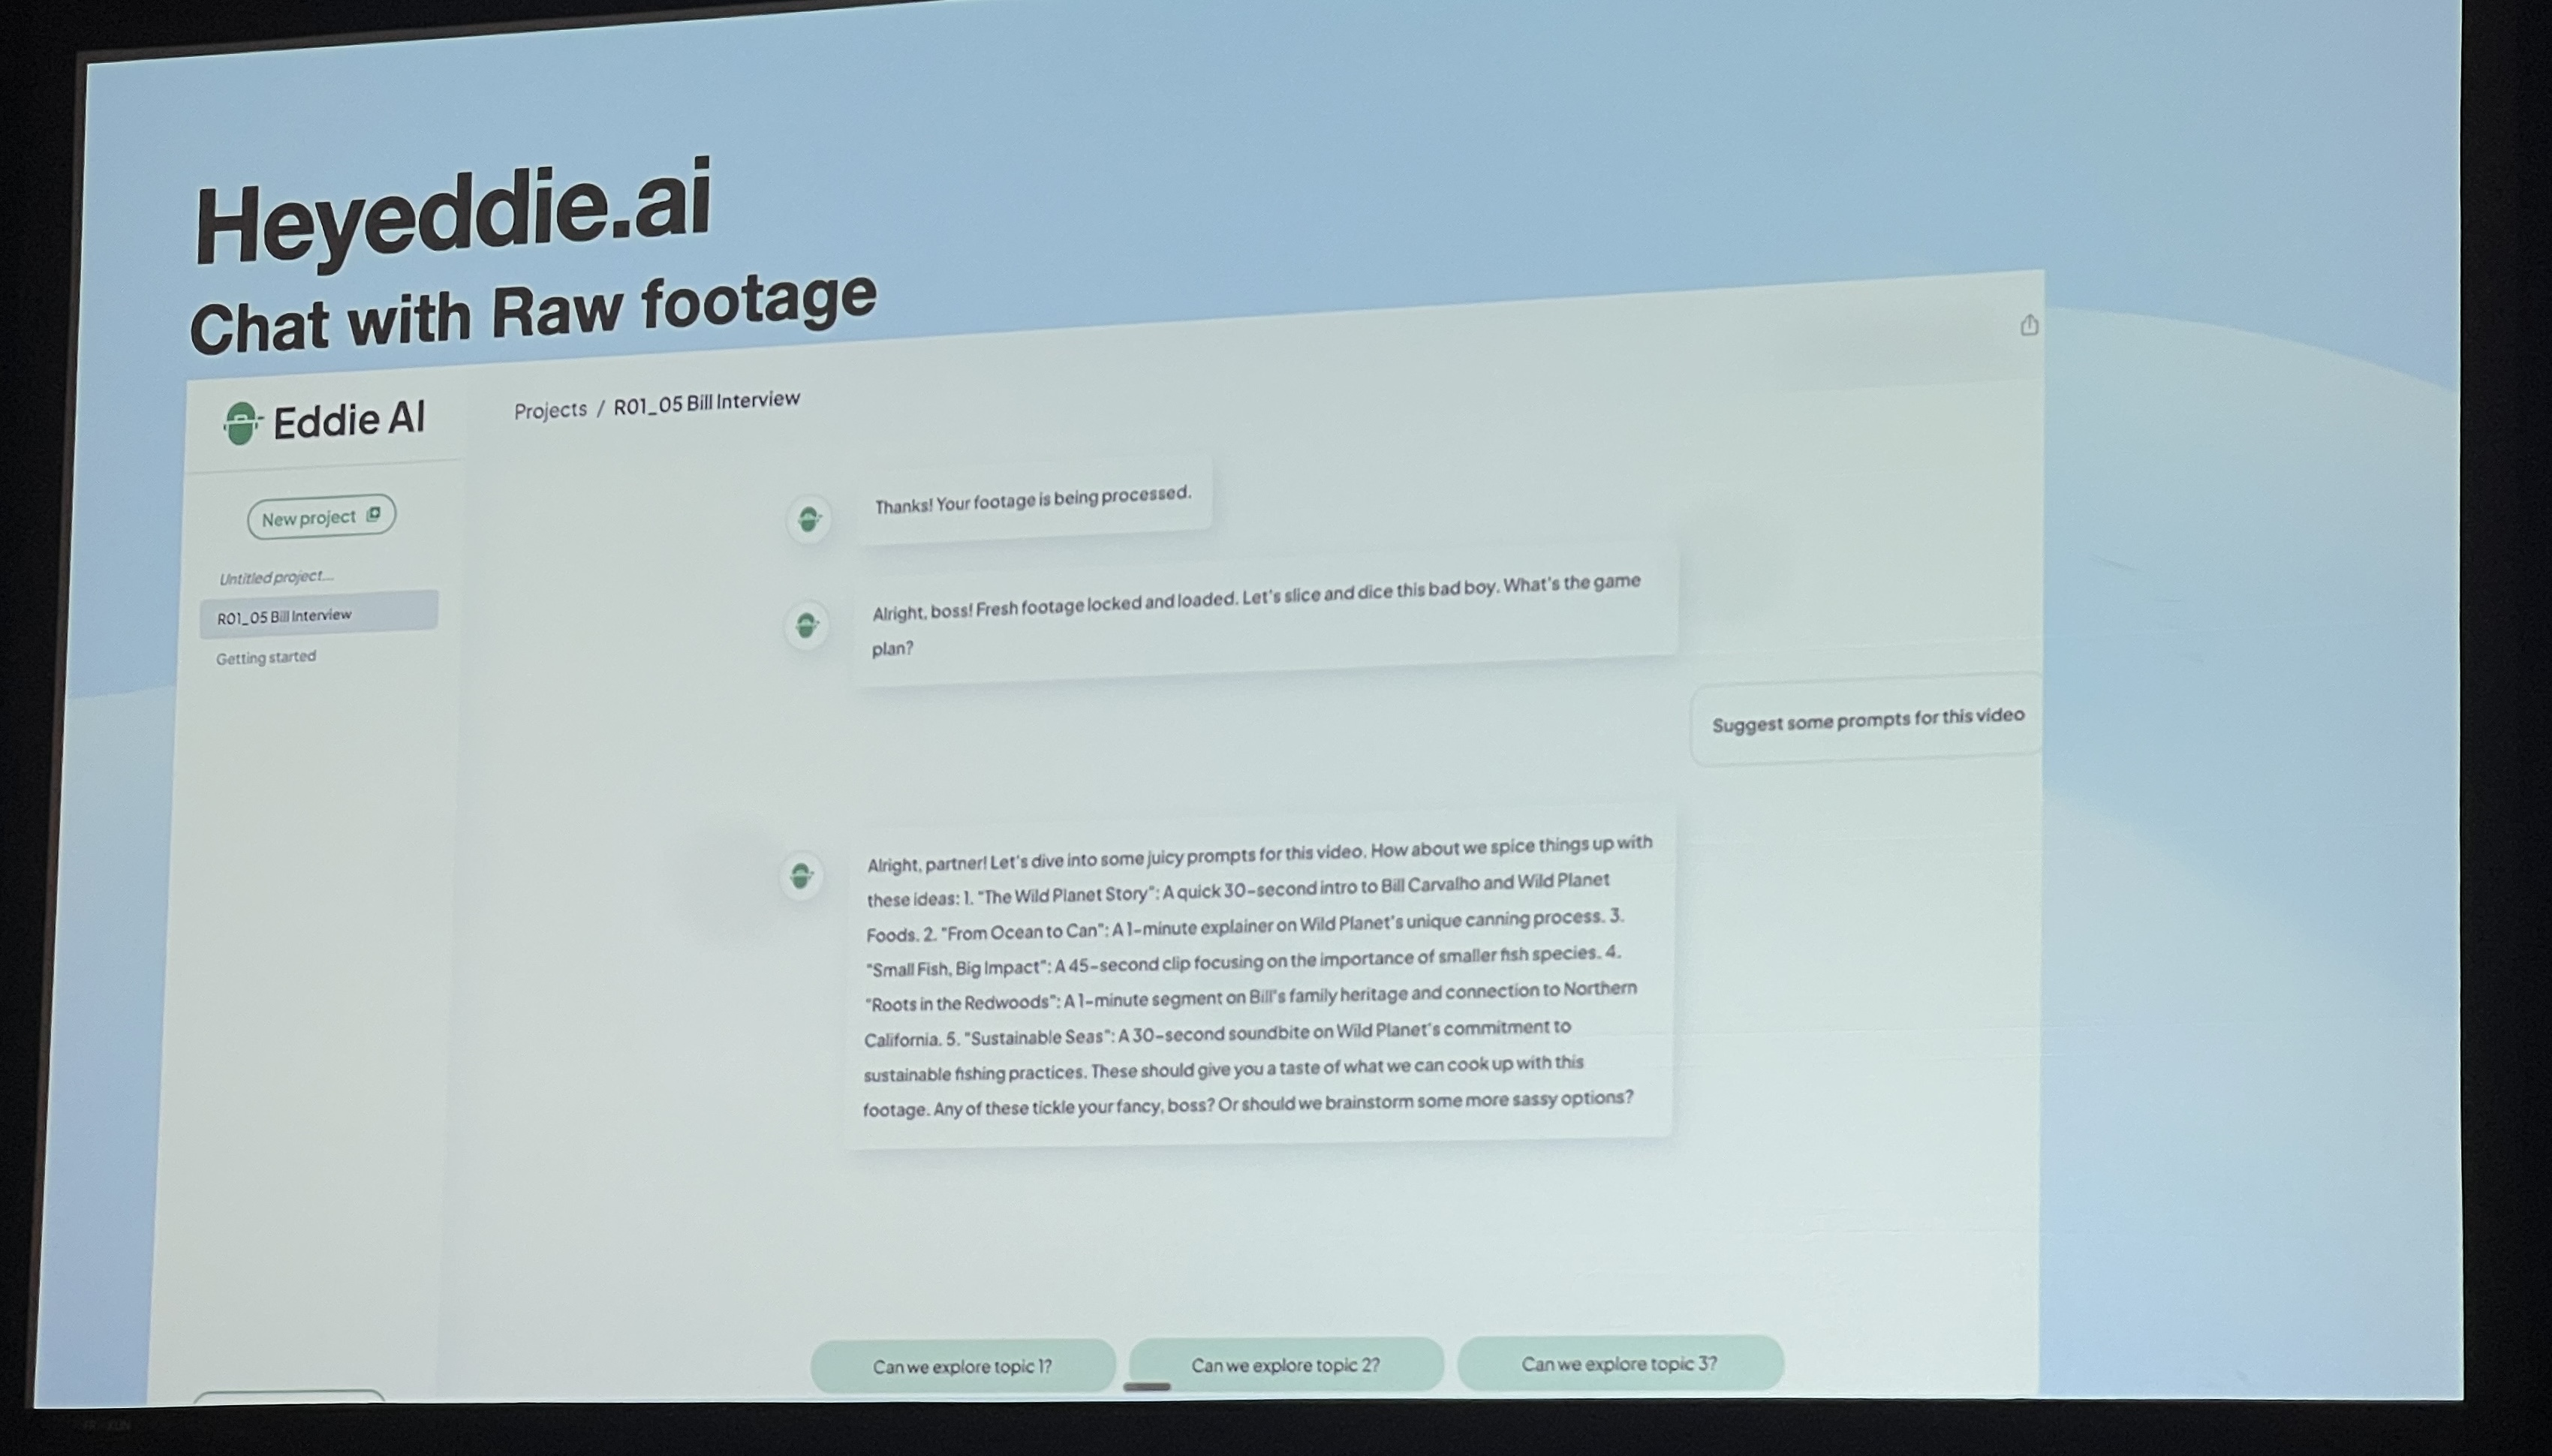 Heyeddie.ai
Chat with Raw footage
Eddie AI
Projects / R01_05 Bill Interview
New project
Untitled project...
R01_05 Bill Interview
Getting started
Thanks! Your footage is being processed.
Alright, boss! Fresh footage locked and loaded. Let's slice and dice this bad boy. What's the game
plan?
Suggest some prompts for this video
Alright, partner! Let's dive into some juicy prompts for this video. How about we spice things up with
these ideas: 1. "The Wild Planet Story": A quick 30-second intro to Bill Carvalho and Wild Planet
Foods. 2. "From Ocean to Can": A 1-minute explainer on Wild Planet's unique canning process. 3.
"Small Fish, Big Impact": A 45-second clip focusing on the importance of smaller fish species. 4.
"Roots in the Redwoods": A 1-minute segment on Bill's family heritage and connection to Northern
California. 5. "Sustainable Seas": A 30-second soundbite on Wild Planet's commitment to
sustainable fishing practices. These should give you a taste of what we can cook up with this
footage. Any of these tickle your fancy, boss? Or should we brainstorm some more sassy options?
Can we explore topic 1?
Can we explore topic 2?
Can we explore topic 3?